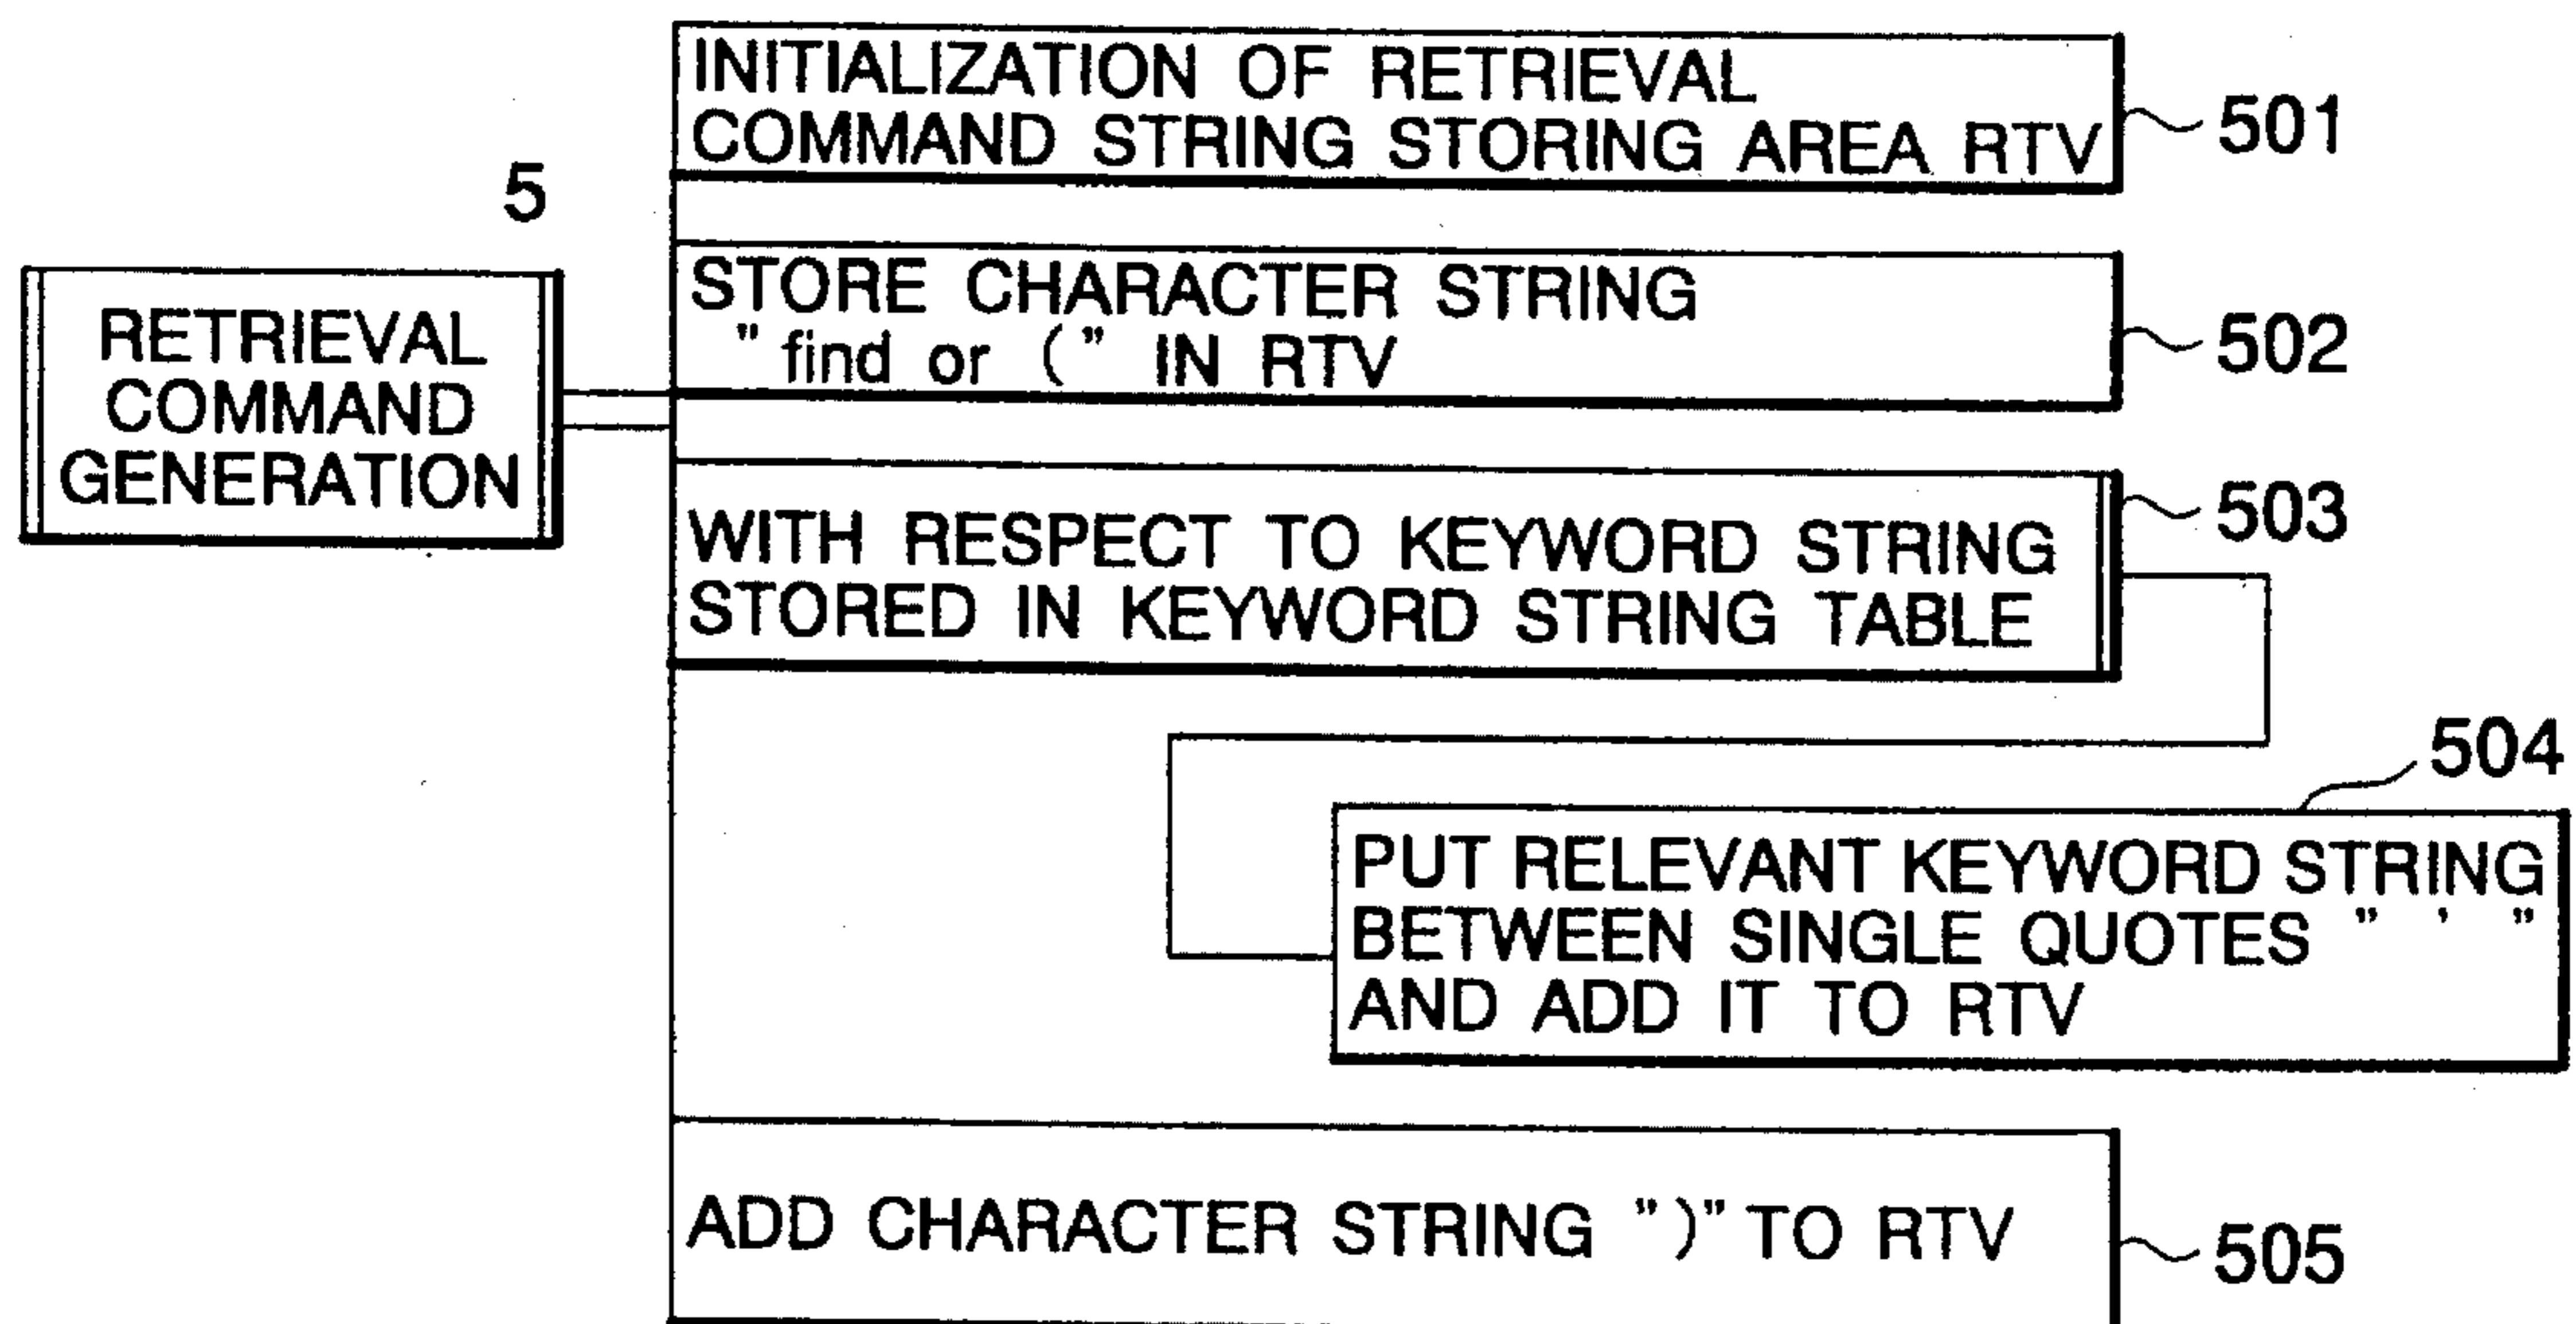 INITIALIZATION OF RETRIEVAL
COMMAND STRING STORING AREA RTV
501
5
RETRIEVAL
COMMAND
GENERATION
STORE CHARACTER STRING
" find or (" IN RTV
502
WITH RESPECT TO KEYWORD STRING
STORED IN KEYWORD STRING TABLE
503
504
PUT RELEVANT KEYWORD STRING
BETWEEN SINGLE QUOTES " ' "
AND ADD IT TO RTV
ADD CHARACTER STRING ")" TO RTV
505